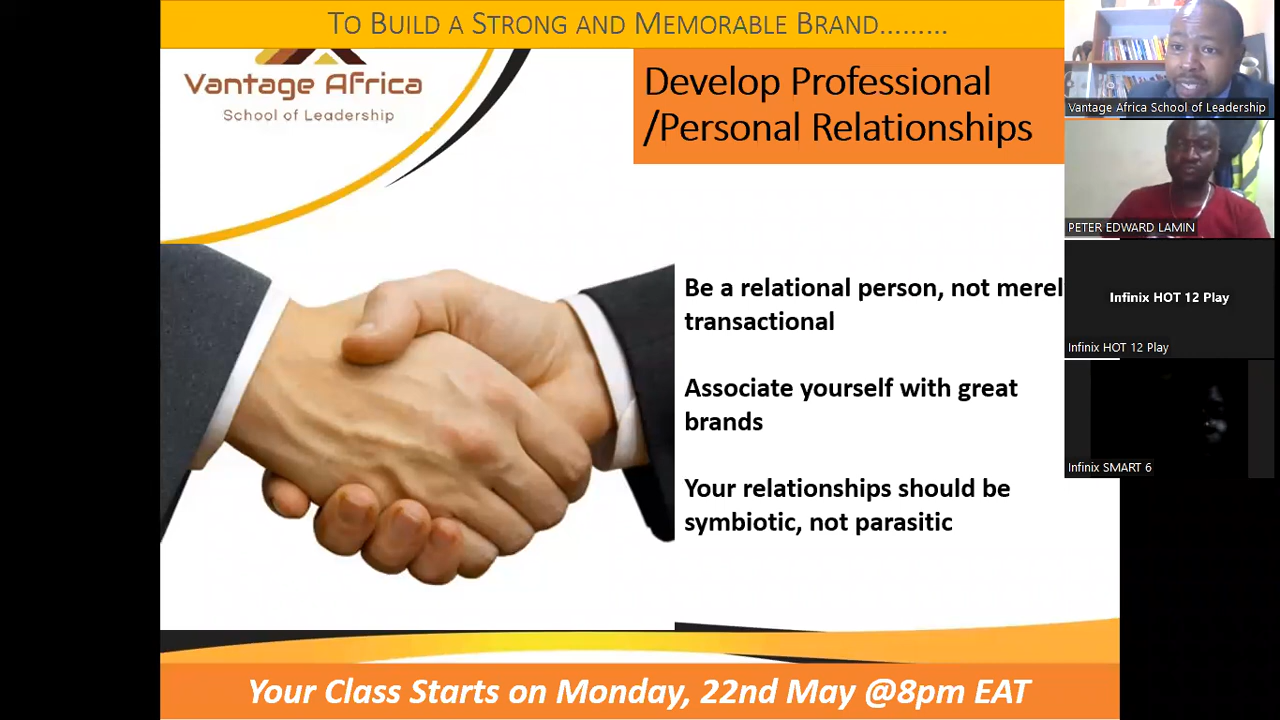 TO BUILD A STRONG AND MEMORABLE BRAND………
Vantage Africa
School of Leadership
Develop Professional
/Personal Relationships
Be a relational person, not merel
transactional
Associate yourself with great
brands
Your relationships should be
symbiotic, not parasitic
Your Class Starts on Monday, 22nd May @8pm EAT
Vantage Africa School of Leadership
PETER EDWARD LAMIN
Infinix HOT 12 Play
Infinix HOT 12 Play
Infinix SMART 6